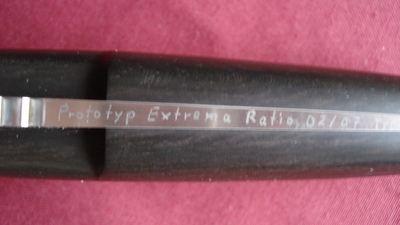 Prototyp Extrema Ratio, 02/07